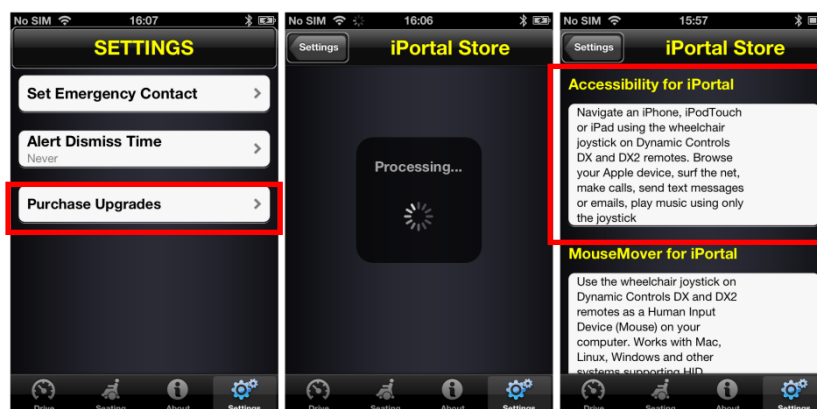 No SIM 16:07
SETTINGS
Set Emergency Contact
Alert Dismiss Time
Never
Purchase Upgrades
Drive Seating About Settings
No SIM 16:06
Settings iPortal Store
Processing...
Drive Seating About Settings
No SIM 15:57
Settings iPortal Store
Accessibility for iPortal
Navigate an iPhone, iPodTouch
or iPad using the wheelchair
joystick on Dynamic Controls
DX and DX2 remotes. Browse
your Apple device, surf the net,
make calls, send text messages
or emails, play music using only
the joystick
MouseMover for iPortal
Use the wheelchair joystick on
Dynamic Controls DX and DX2
remotes as a Human Input
Device (Mouse) on your
computer. Works with Mac,
Linux, Windows and other
systems supporting HID
Drive Seating About Settings